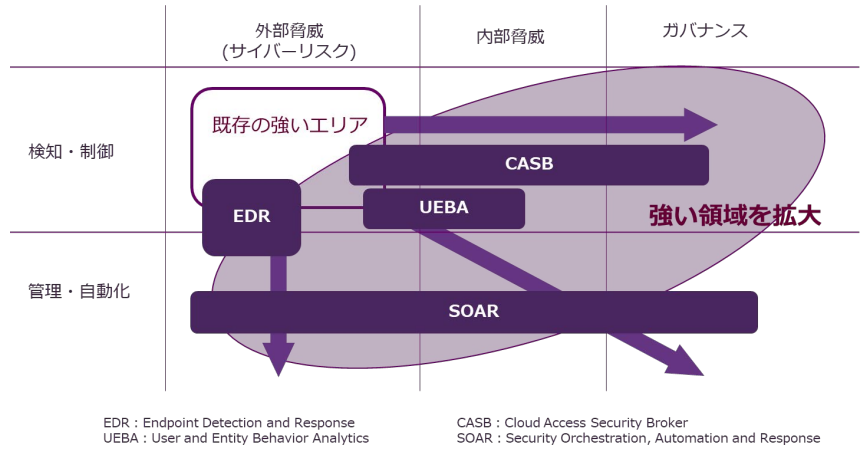 外部脅威
(サイバーリスク)
内部脅威
ガバナンス
検知・制御
既存の強いエリア
CASB
UEBA
EDR
強い領域を拡大
管理・自動化
SOAR
EDR：Endpoint Detection and Response
CASB：Cloud Access Security Broker
UEBA：User and Entity Behavior Analytics
SOAR：Security Orchestration, Automation and Response